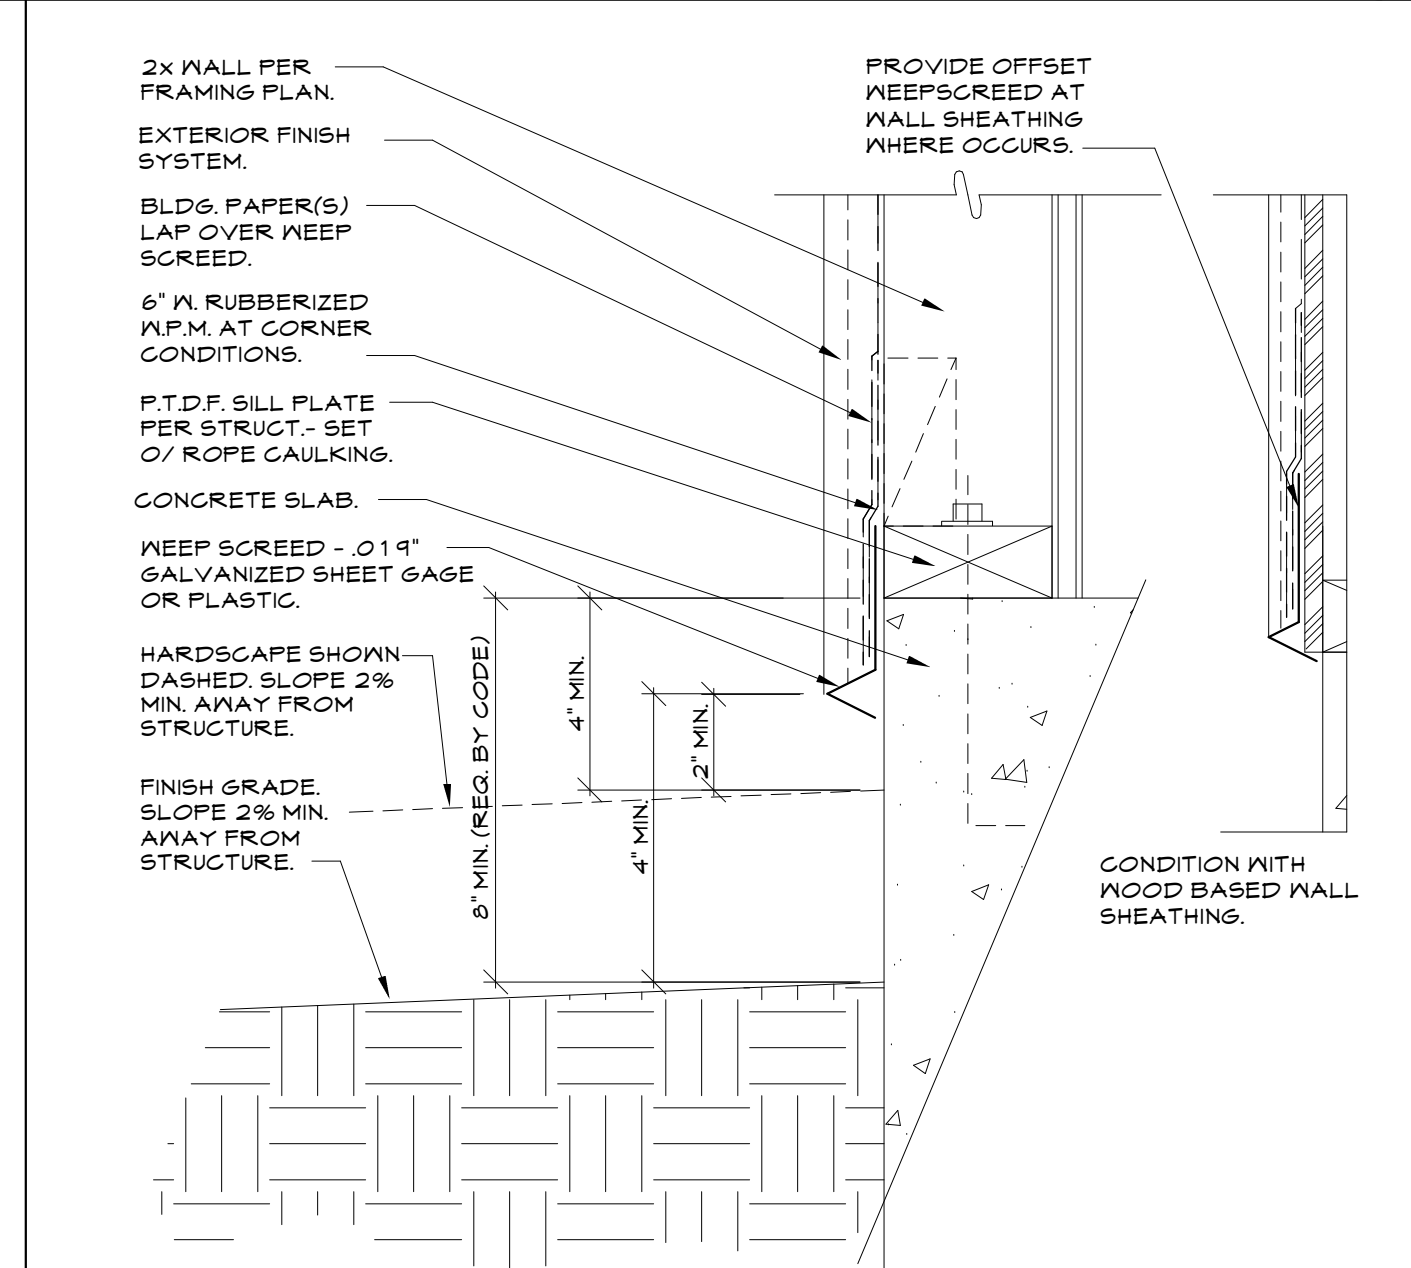 2x WALL PER
FRAMING PLAN.
EXTERIOR FINISH
SYSTEM.
BLDG. PAPER(S)
LAP OVER WEEP
SCREED.
6" W. RUBBERIZED
W.P.M. AT CORNER
CONDITIONS.
P.T.D.F. SILL PLATE
PER STRUCT.- SET
O/ ROPE CAULKING.
CONCRETE SLAB.
WEEP SCREED - .019"
GALVANIZED SHEET GAGE
OR PLASTIC.
HARDSCAPE SHOWN
DASHED. SLOPE 2%
MIN. AWAY FROM
STRUCTURE.
FINISH GRADE.
SLOPE 2% MIN.
AWAY FROM
STRUCTURE.
8" MIN. (REQ. BY CODE)
4" MIN.
4" MIN.
2" MIN.
PROVIDE OFFSET
WEEPSCREED AT
WALL SHEATHING
WHERE OCCURS.
CONDITION WITH
WOOD BASED WALL
SHEATHING.